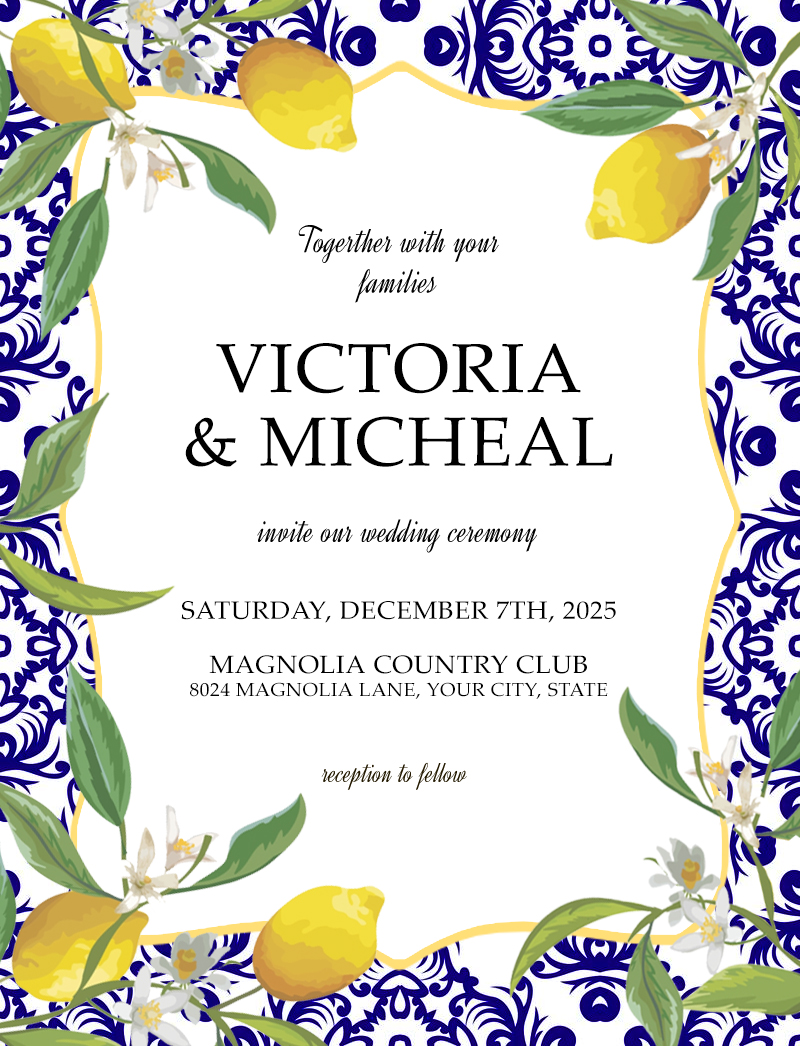 Togerther with your
families
VICTORIA
& MICHEAL
invite our wedding ceremony
SATURDAY, DECEMBER 7TH, 2025
MAGNOLIA COUNTRY CLUB
8024 MAGNOLIA LANE, YOUR CITY, STATE
reception to fellow